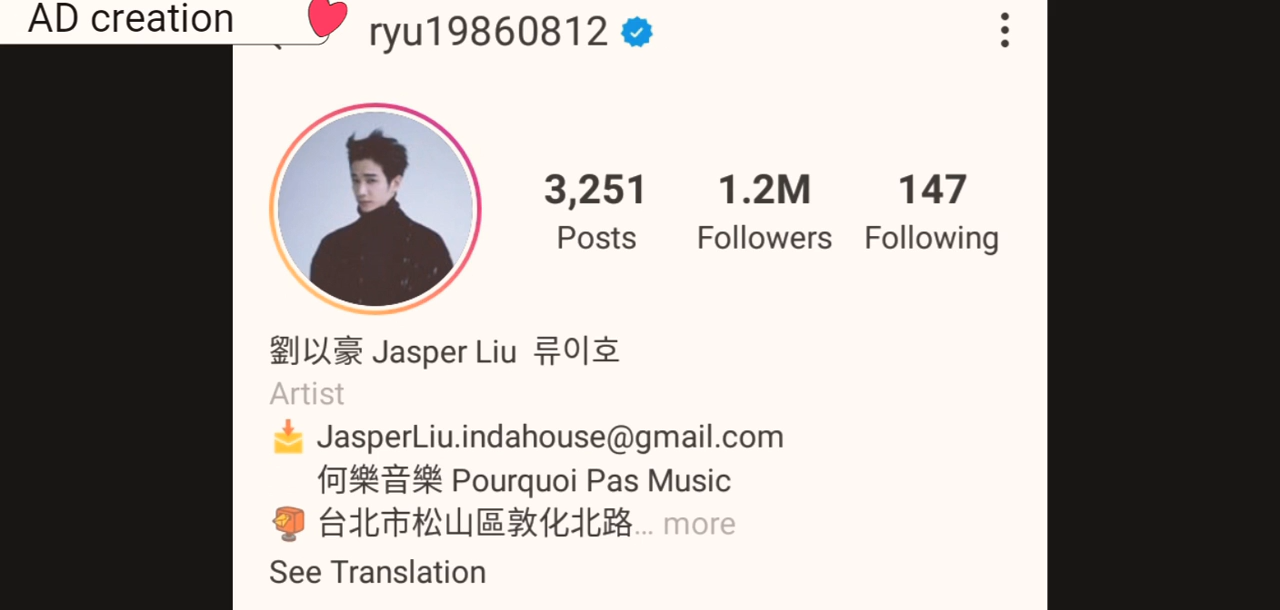 AD creation
ryu19860812
3,251 1.2M 147
Posts Followers Following
劉以豪 Jasper Liu 류이호
Artist
JasperLiu.indahouse@gmail.com
何樂音樂 Pourquoi Pas Music
台北市松山區敦化北路... more
See Translation